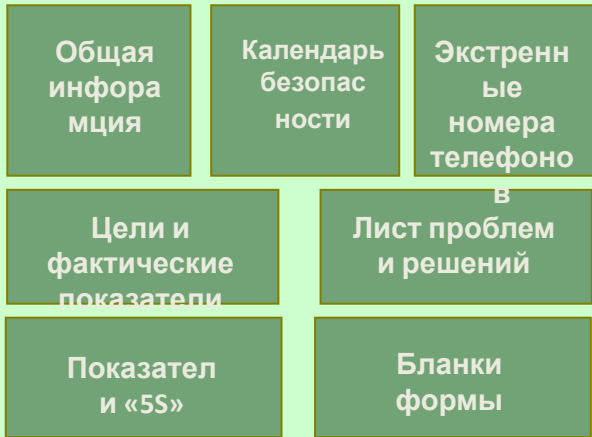 Общая
инфора
мция
Календарь
безопас
ности
Экстренн
ые
номера
телефоно
в
Цели и
фактические
показатели
Лист проблем
и решений
Показател
и «5S»
Бланки
формы